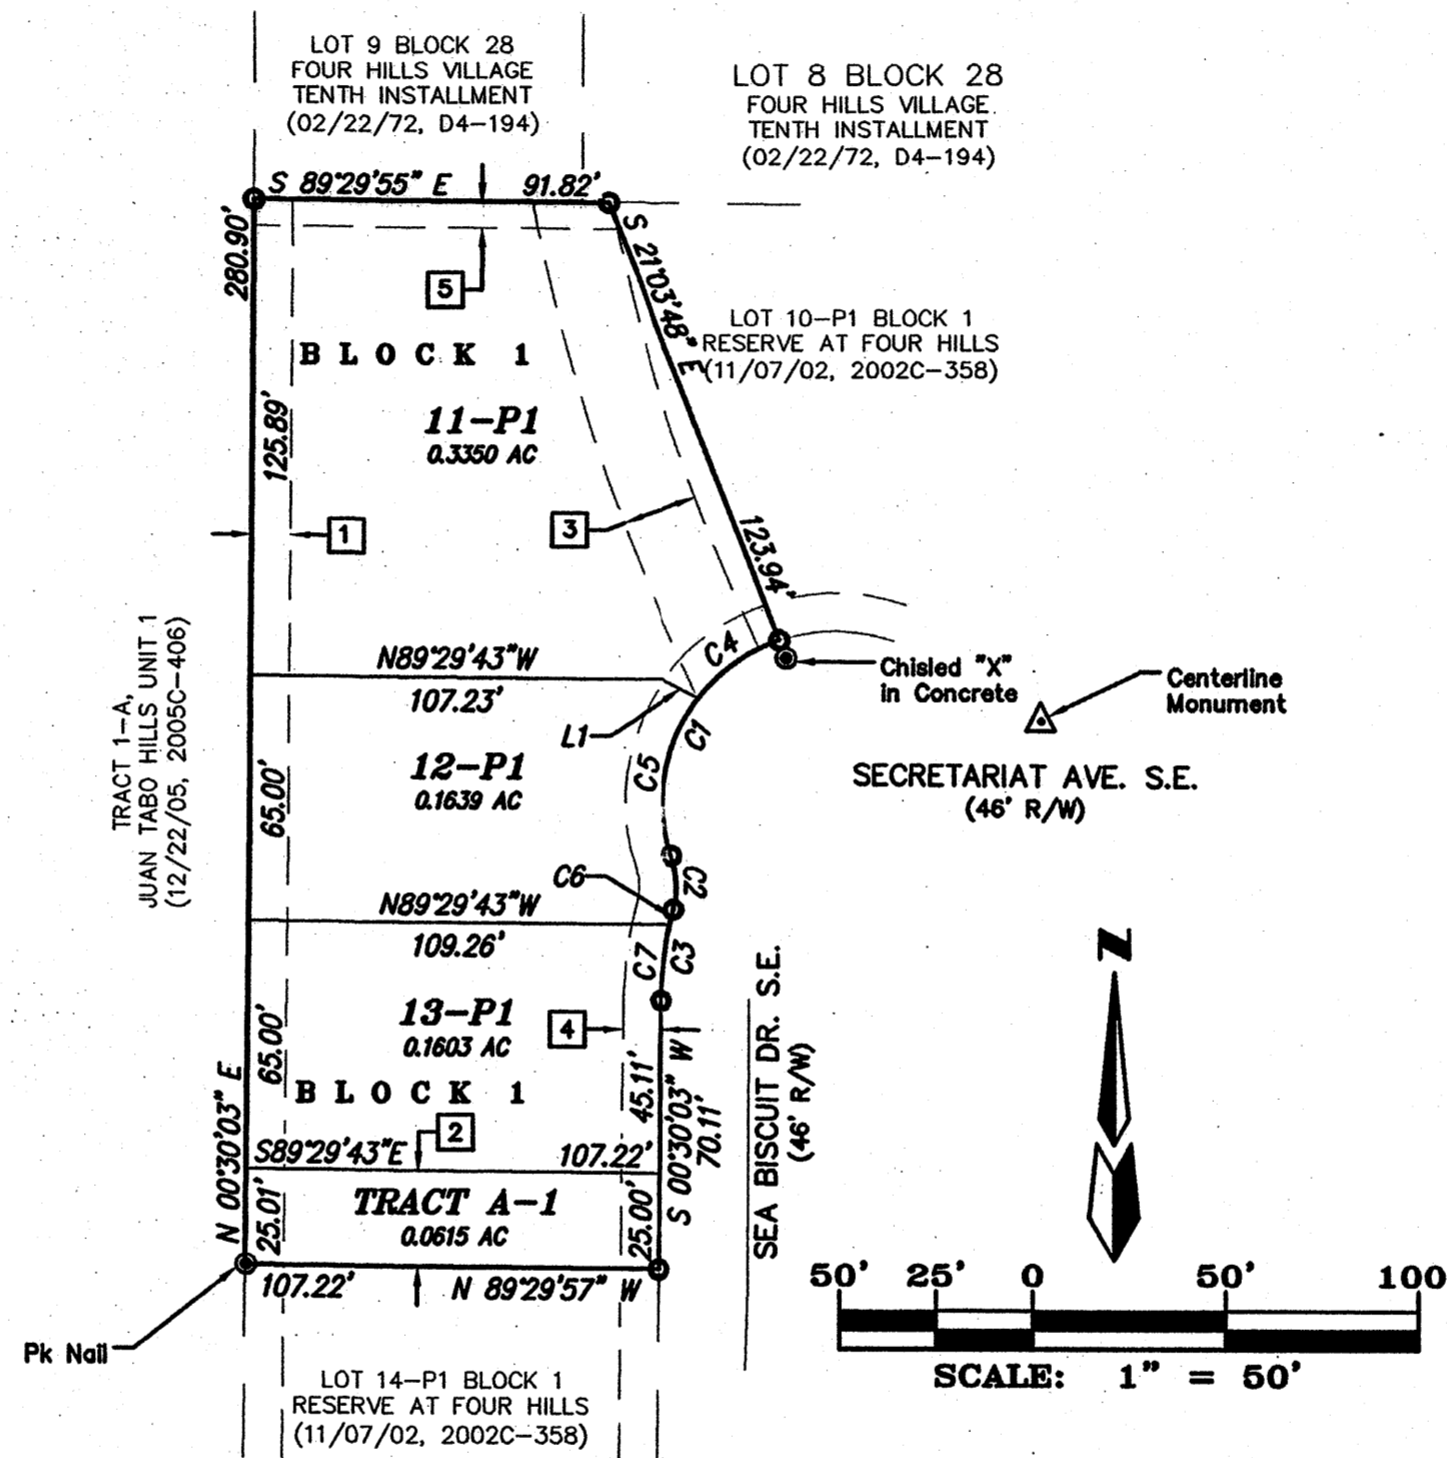 LOT 9 BLOCK 28
FOUR HILLS VILLAGE
TENTH INSTALLMENT
(02/22/72, D4-194)
LOT 8 BLOCK 28
FOUR HILLS VILLAGE
TENTH INSTALLMENT
(02/22/72, D4-194)
S 89°29'55" E 91.82'
280.90'
S 21°03'48" E
123.94'
5
LOT 10-P1 BLOCK 1
RESERVE AT FOUR HILLS
(11/07/02, 2002C-358)
BLOCK 1
11-P1
0.3350 AC
125.89'
1
3
TRACT 1-A,
JUAN TABO HILLS UNIT 1
(12/22/05, 2005C-406)
N89°29'43"W
107.23'
L1
C4
C1
C5
Chisled "X"
in Concrete
Centerline
Monument
12-P1
0.1639 AC
65.00'
SECRETARIAT AVE. S.E.
(46' R/W)
C6
C2
N89°29'43"W
109.26'
C7
C3
13-P1
0.1603 AC
4
65.00'
BLOCK 1
N 00°30'03" E
45.11'
S 00°30'03" W
70.11'
SEA BISCUIT DR. S.E.
(46' R/W)
N
2
S89°29'43"E
107.22'
TRACT A-1
0.0615 AC
25.01'
25.00'
107.22'
N 89°29'57" W
Pk Nail
50' 25' 0 50' 100
SCALE: 1" = 50'
LOT 14-P1 BLOCK 1
RESERVE AT FOUR HILLS
(11/07/02, 2002C-358)